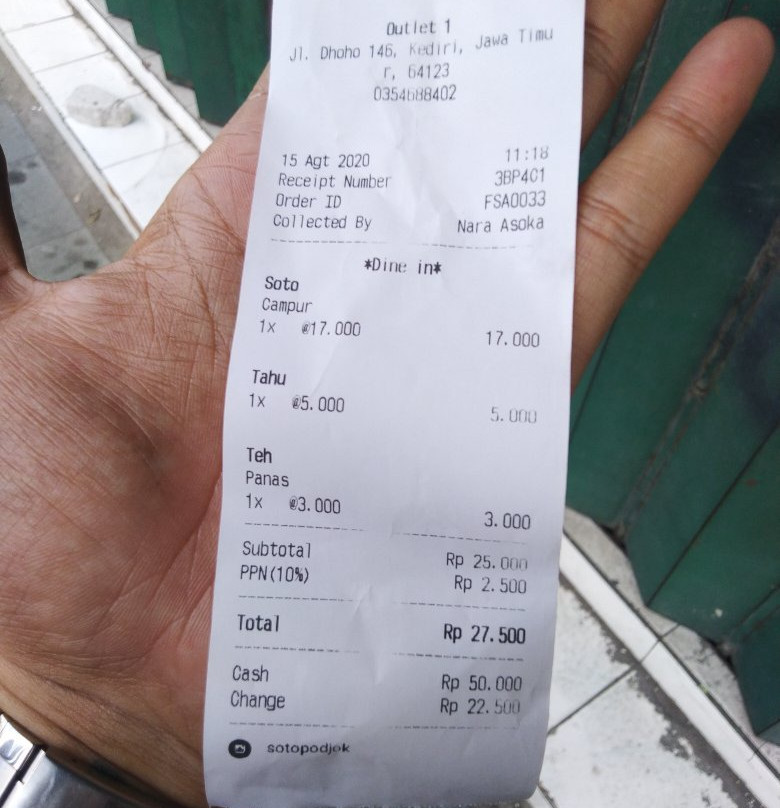 Outlet 1
Jl. Dhoho 146, Kediri, Jawa Timu
r, 64123
0354688402
15 Agt 2020 11:18
Receipt Number 3BP4C1
Order ID FSA0033
Collected By Nara Asoka
*Dine in*
Soto
Campur
1x @17.000 17.000
Tahu
1x @5.000 5.000
Teh
Panas
1x @3.000 3.000
Subtotal Rp 25.000
PPN(10%) Rp 2.500
Total Rp 27.500
Cash Rp 50.000
Change Rp 22.500
sotopodjok